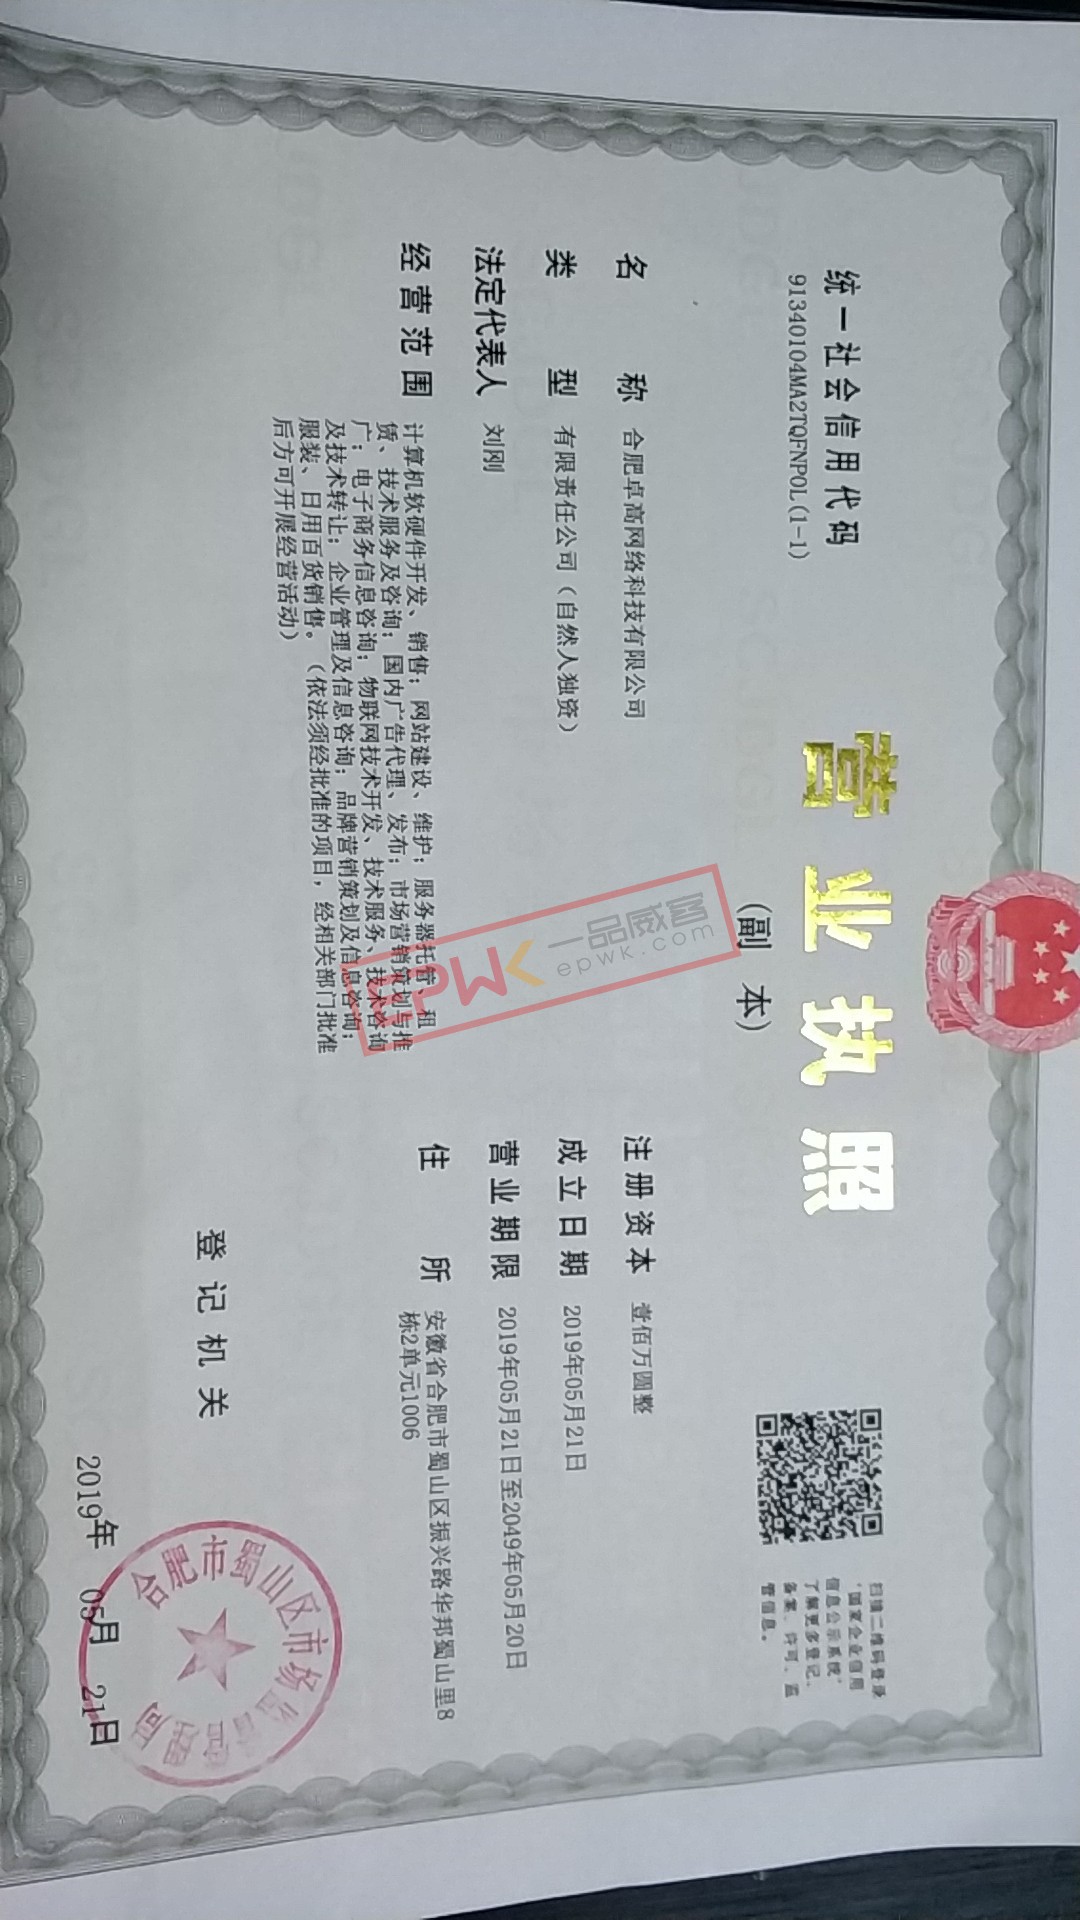 营业执照
(副 本)
统一社会信用代码
91340104MA2TQFNP0L(1-1)
扫描二维码登录
“国家企业信用
信息公示系统”
了解更多登记、
备案、许可、监
管信息。
名 称 合肥卓高网络科技有限公司
类 型 有限责任公司(自然人独资)
法定代表人 刘刚
经营范围 计算机软硬件开发、销售；网站建设、维护；服务器托管、租
赁、技术服务及咨询；国内广告代理、发布；市场营销策划与推
广；电子商务信息咨询；物联网技术开发、技术服务、技术咨询
及技术转让；企业管理及信息咨询；品牌营销策划及信息咨询；
服装、日用百货销售。（依法须经批准的项目，经相关部门批准
后方可开展经营活动）
注册资本 壹佰万圆整
成立日期 2019年05月21日
营业期限 2019年05月21日至2049年05月20日
住 所 安徽省合肥市蜀山区振兴路华邦蜀山里8
栋2单元1006
登记机关
合肥市蜀山区市场监督管理局
2019年 05月 21日
EPWK 一品威客
epwk.com